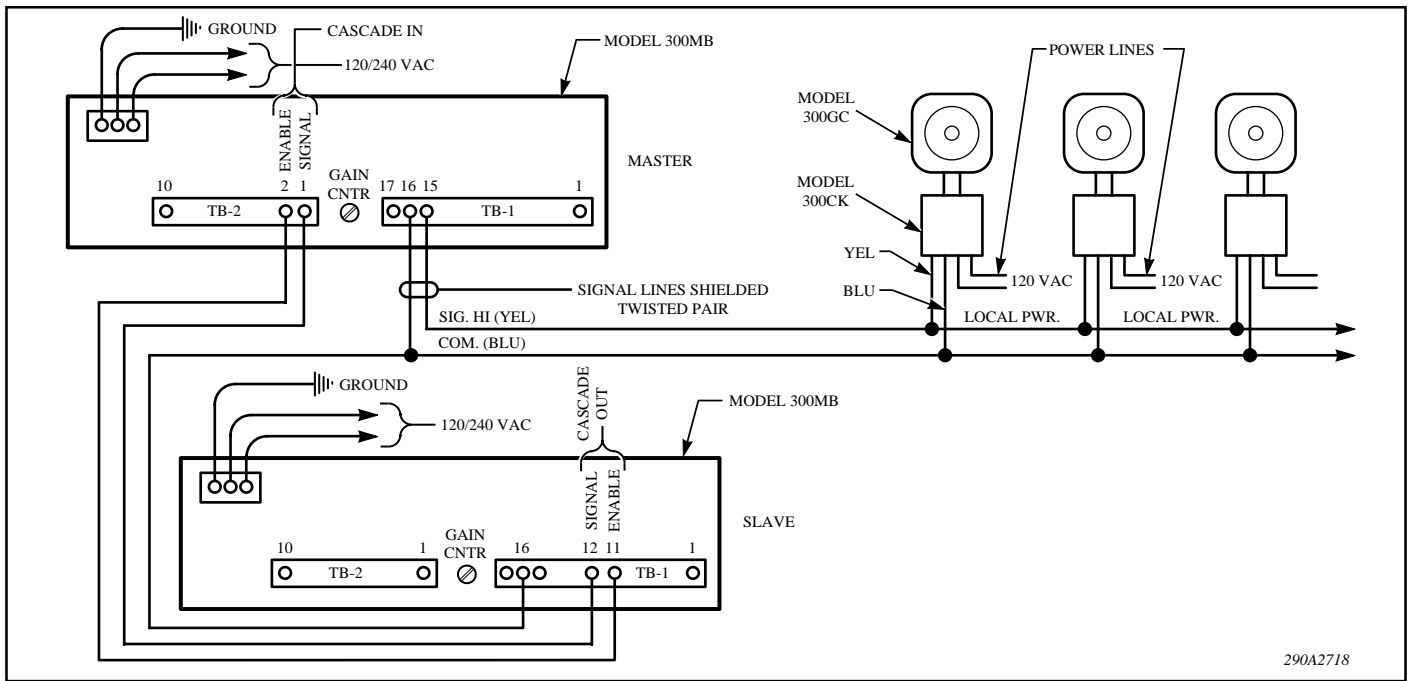 GROUND
CASCADE IN
120/240 VAC
MODEL 300MB
POWER LINES
MODEL
300GC
ENABLE
SIGNAL
MASTER
GAIN
CNTR
10
2 1
17 16 15
1
TB-2
TB-1
MODEL
300CK
YEL
BLU
120 VAC
120 VAC
SIGNAL LINES SHIELDED
TWISTED PAIR
SIG. HI (YEL)
LOCAL PWR.
LOCAL PWR.
COM. (BLU)
GROUND
CASCADE
OUT
120/240 VAC
MODEL 300MB
SIGNAL
ENABLE
SLAVE
GAIN
CNTR
10
1
16
12 11
1
TB-2
TB-1
290A2718